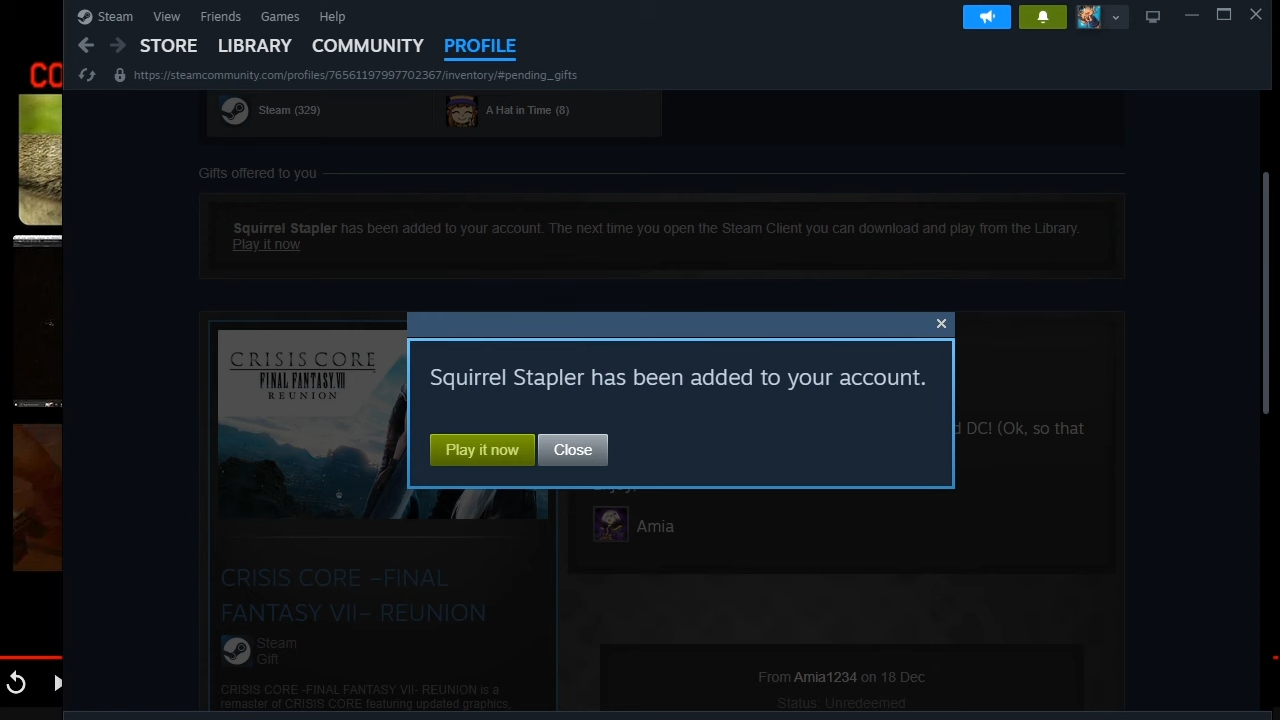 Steam View Friends Games Help
STORE LIBRARY COMMUNITY PROFILE
https://steamcommunity.com/profiles/76561197997702367/inventory/#pending_gifts
CO
Steam (329) A Hat in Time (8)
Gifts offered to you
Squirrel Stapler has been added to your account. The next time you open the Steam Client you can download and play from the Library.
Play it now
CRISIS CORE
FINAL FANTASY VII
REUNION
Squirrel Stapler has been added to your account.
Play it now Close
d DC! (Ok, so that
Enjoy,
Amia
CRISIS CORE –FINAL
FANTASY VII– REUNION
Steam
Gift
CRISIS CORE -FINAL FANTASY VII- REUNION is a
remaster of CRISIS CORE featuring updated graphics,
From Amia1234 on 18 Dec
Status: Unredeemed